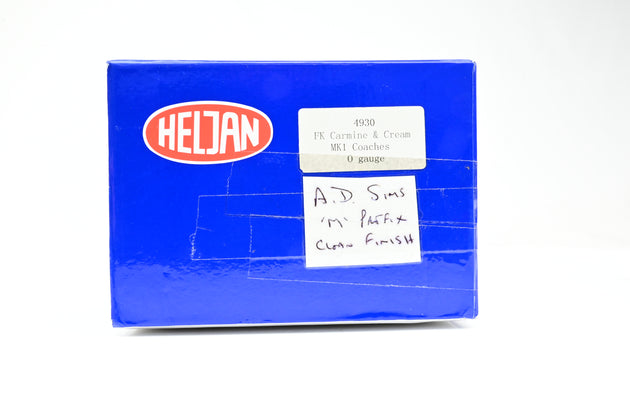 HELJAN
4930
FK Carmine & Cream
MK1 Coaches
O gauge
A.D. SIMS
'M' PREFIX
CLEAN FINISH